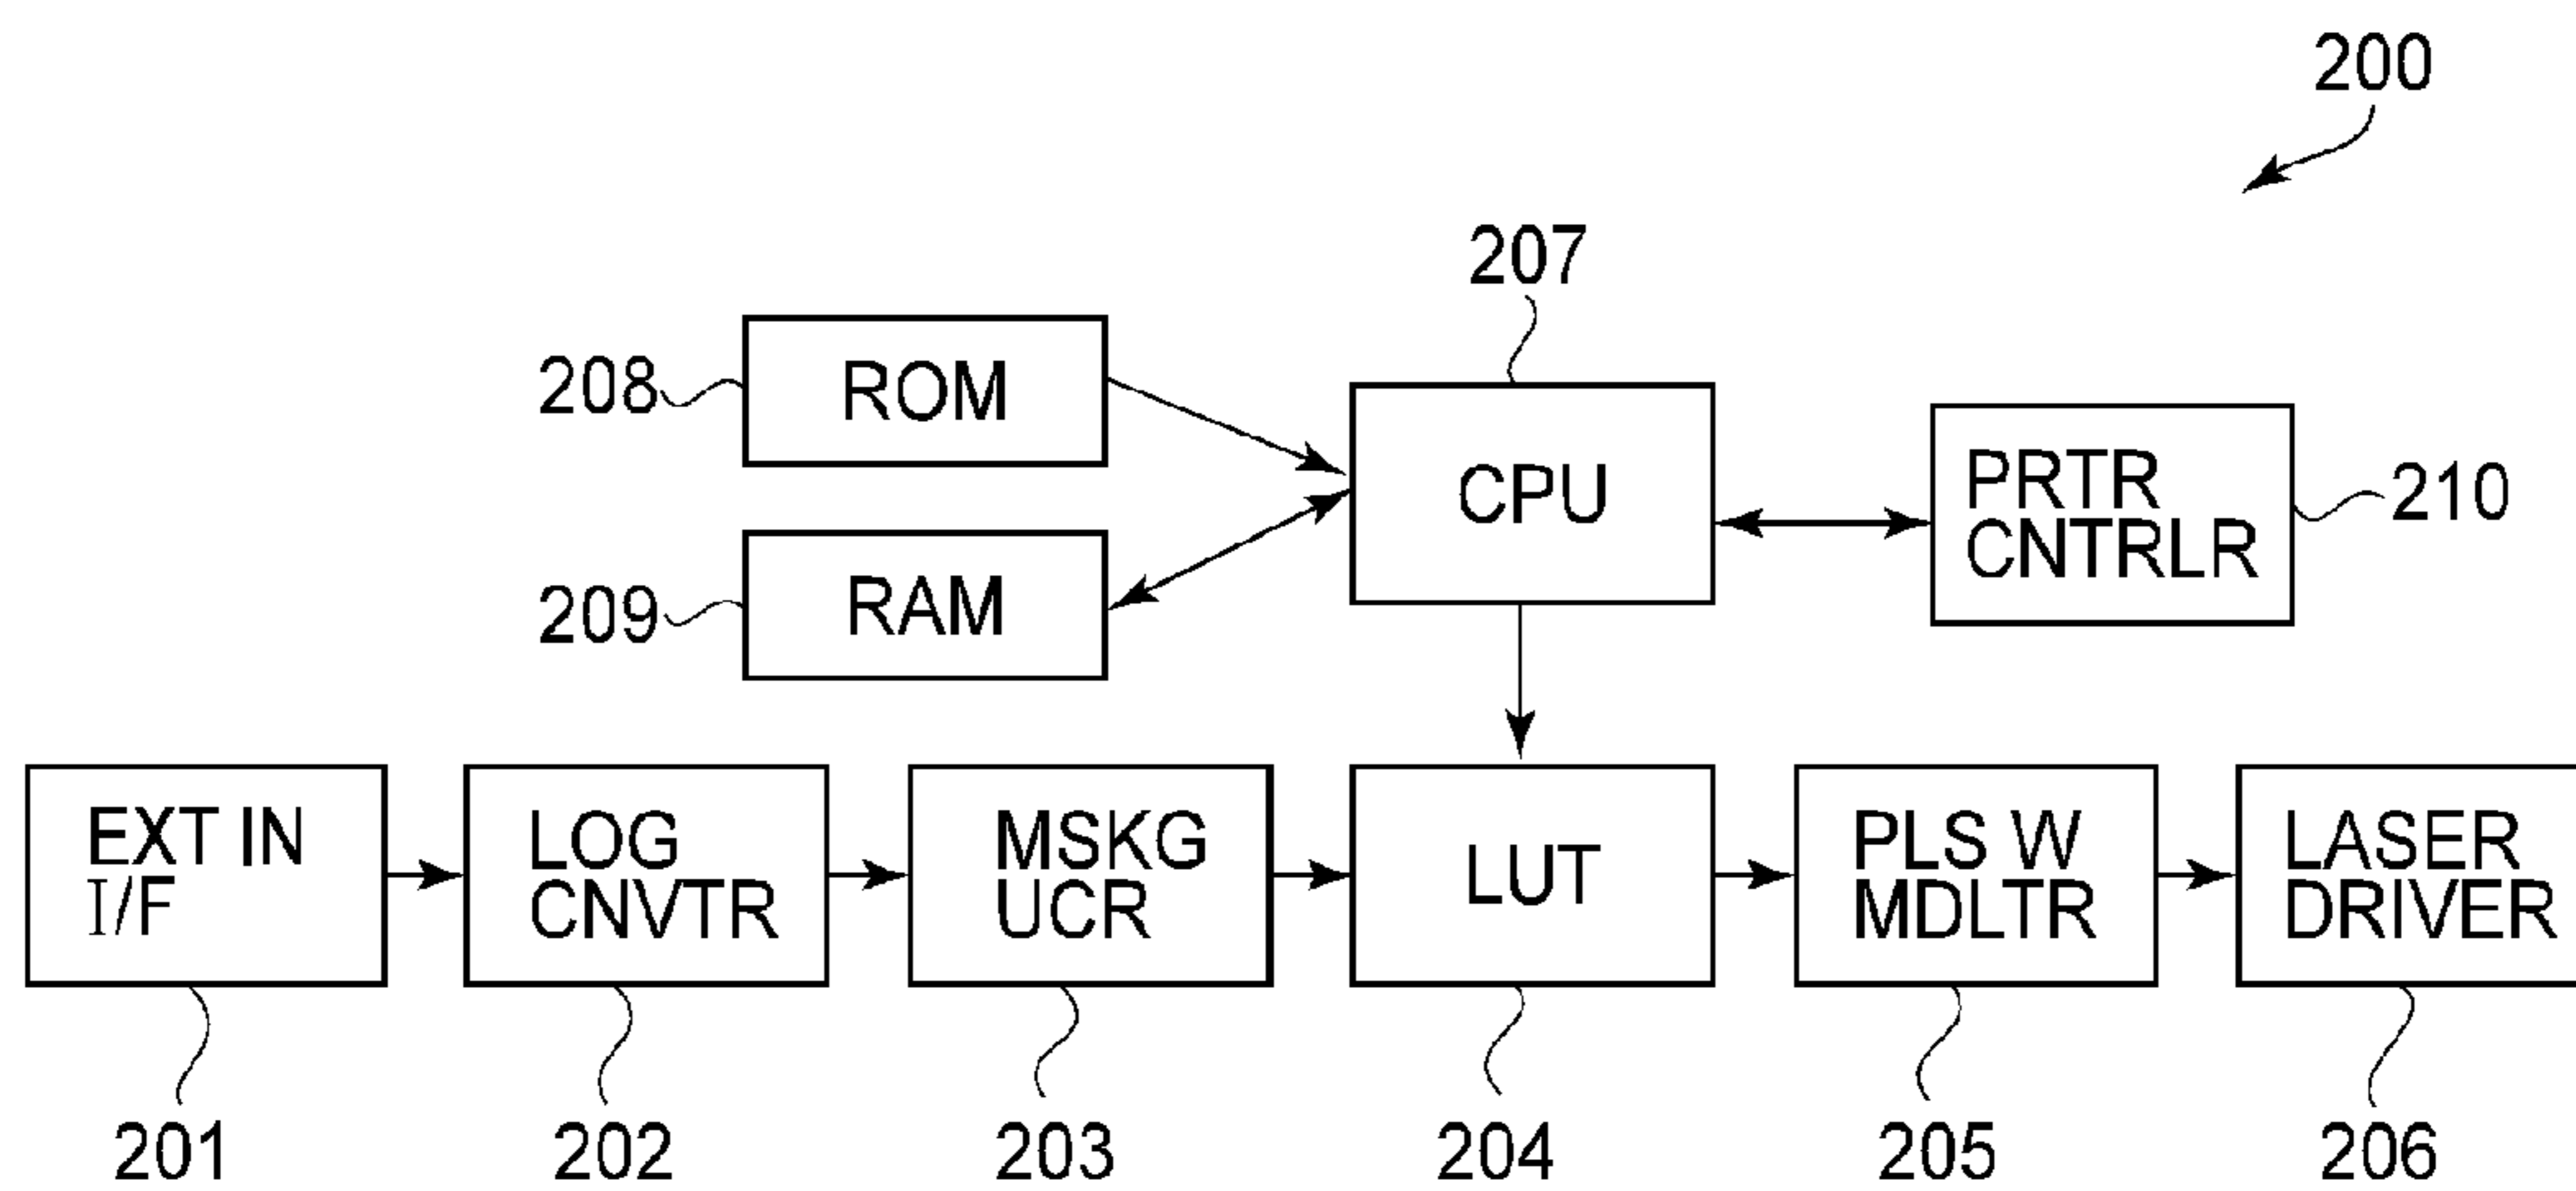 200
207
208
ROM
CPU
PRTR
CNTRLR
210
209
RAM
EXT IN
I/F
LOG
CNVTR
MSKG
UCR
LUT
PLS W
MDLTR
LASER
DRIVER
201
202
203
204
205
206